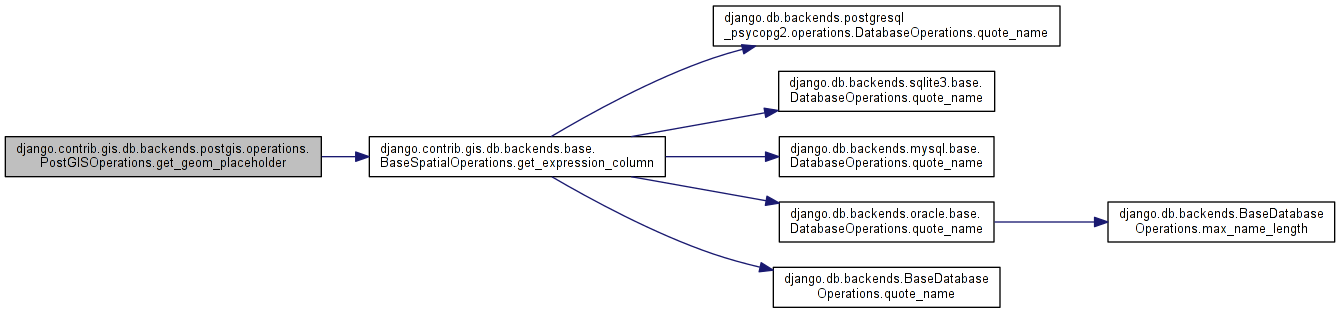 django.db.backends.postgresql
_psycopg2.operations.DatabaseOperations.quote_name
django.db.backends.sqlite3.base.
DatabaseOperations.quote_name
django.contrib.gis.db.backends.postgis.operations.
PostGISOperations.get_geom_placeholder
django.contrib.gis.db.backends.base.
BaseSpatialOperations.get_expression_column
django.db.backends.mysql.base.
DatabaseOperations.quote_name
django.db.backends.oracle.base.
DatabaseOperations.quote_name
django.db.backends.BaseDatabase
Operations.max_name_length
django.db.backends.BaseDatabase
Operations.quote_name